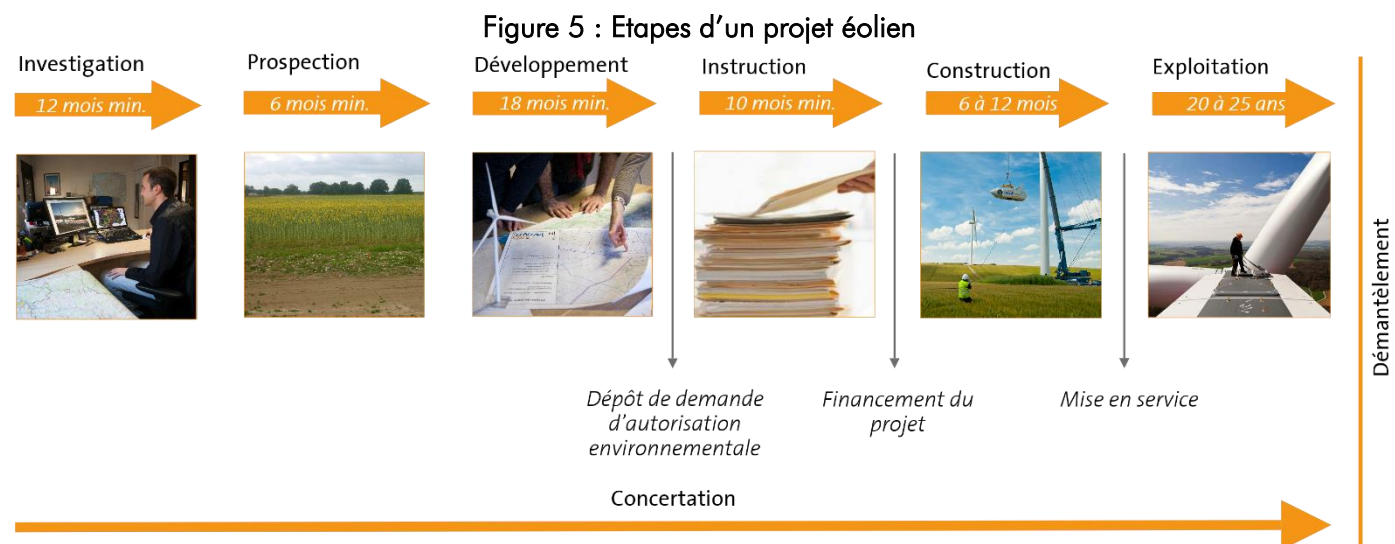 Figure 5 : Etapes d'un projet éolien
Investigation
12 mois min.
Prospection
6 mois min.
Développement
18 mois min.
Instruction
10 mois min.
Construction
6 à 12 mois
Exploitation
20 à 25 ans
Démantèlement
Dépôt de demande
d'autorisation
environnementale
Financement du
projet
Mise en service
Concertation